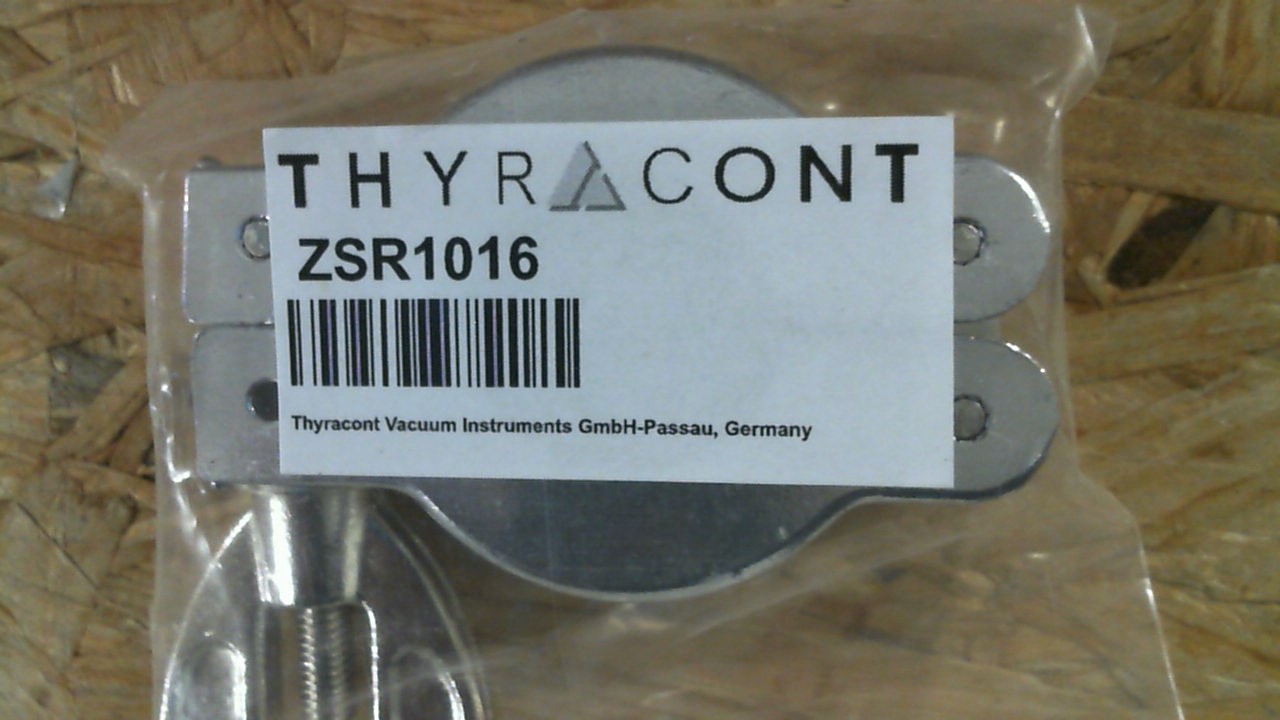 THYRACONT
ZSR1016
Thyracont Vacuum Instruments GmbH-Passau, Germany